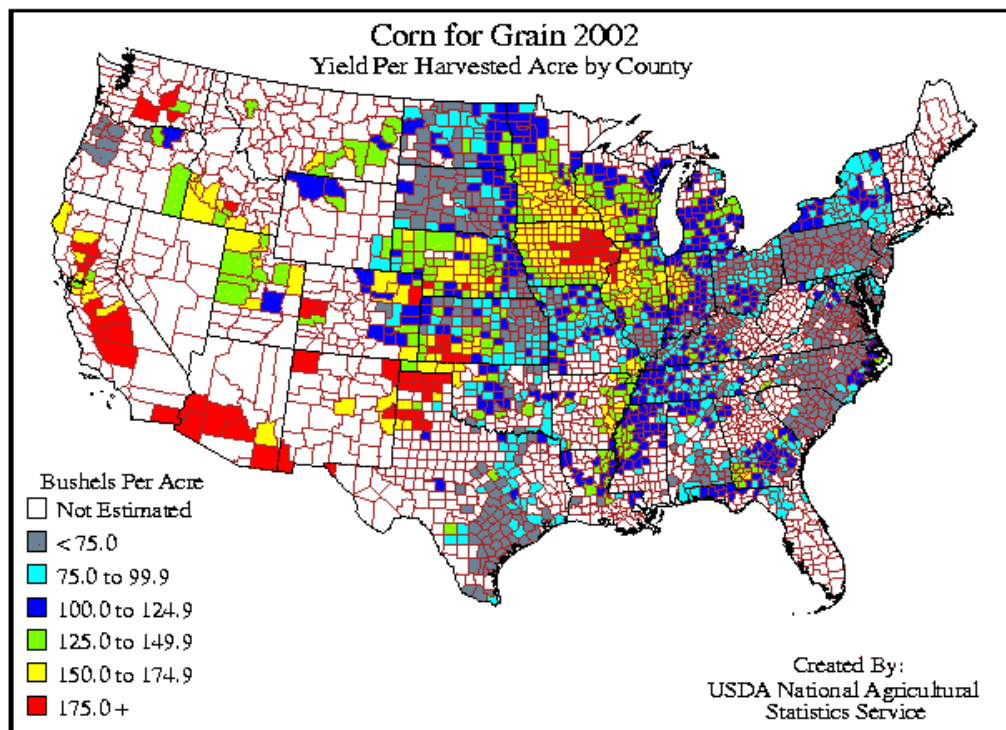 Corn for Grain 2002
Yield Per Harvested Acre by County
Bushels Per Acre
Not Estimated
< 75.0
75.0 to 99.9
100.0 to 124.9
125.0 to 149.9
150.0 to 174.9
175.0 +
Created By:
USDA National Agricultural
Statistics Service